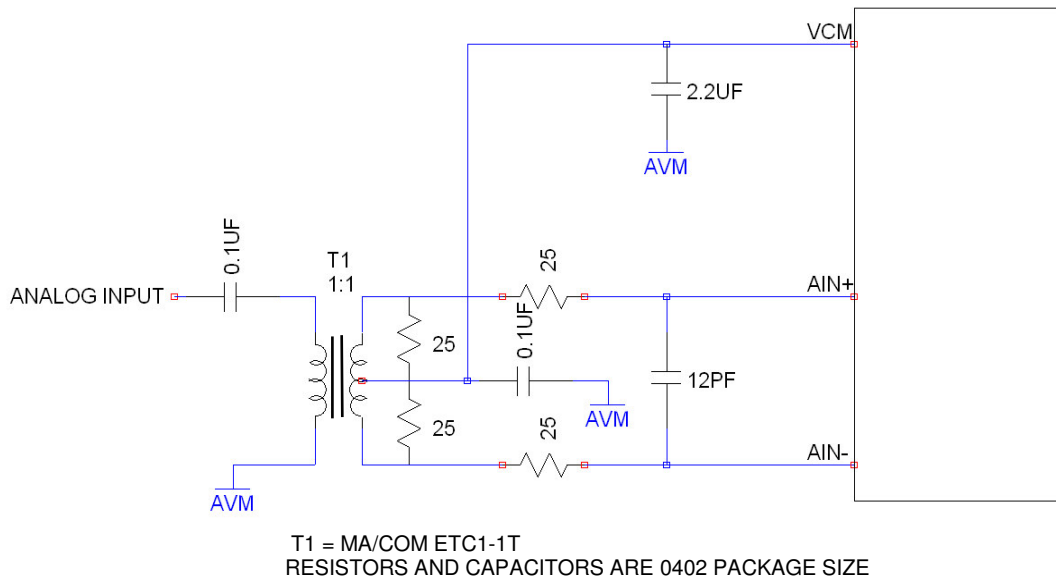 VCM
2.2UF
AVM
0.1UF
T1
1:1
25
ANALOG INPUT
AIN+
0.1UF
25
12PF
25
25
AVM
AIN-
AVM
T1 = MA/COM ETC1-1T
RESISTORS AND CAPACITORS ARE 0402 PACKAGE SIZE